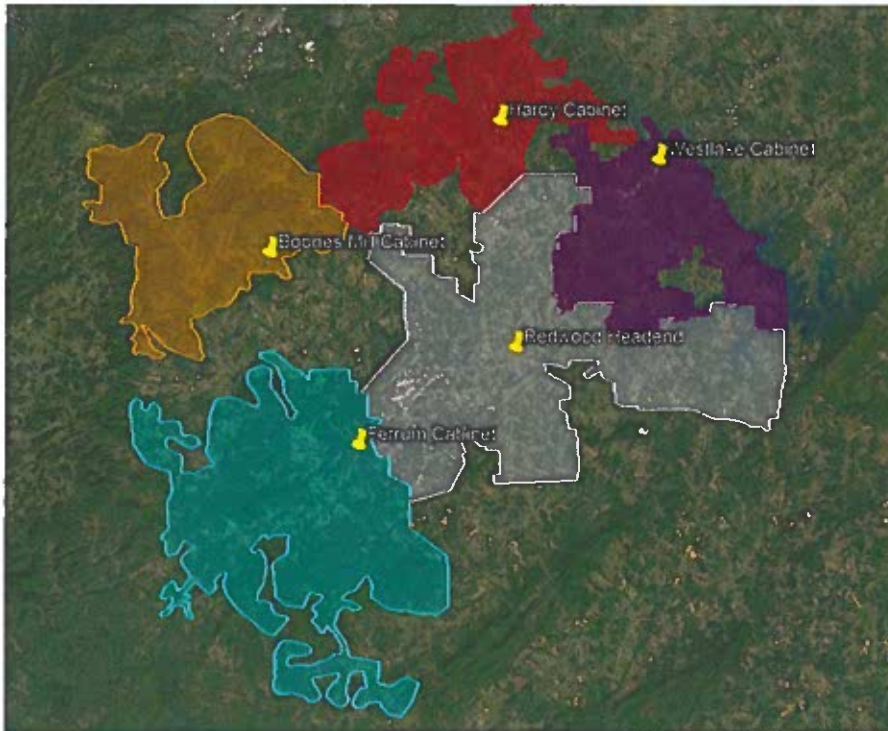 Hardy Cabinet
Westlake Cabinet
Boones Mill Cabinet
Redwood Headend
Ferrum Cabinet